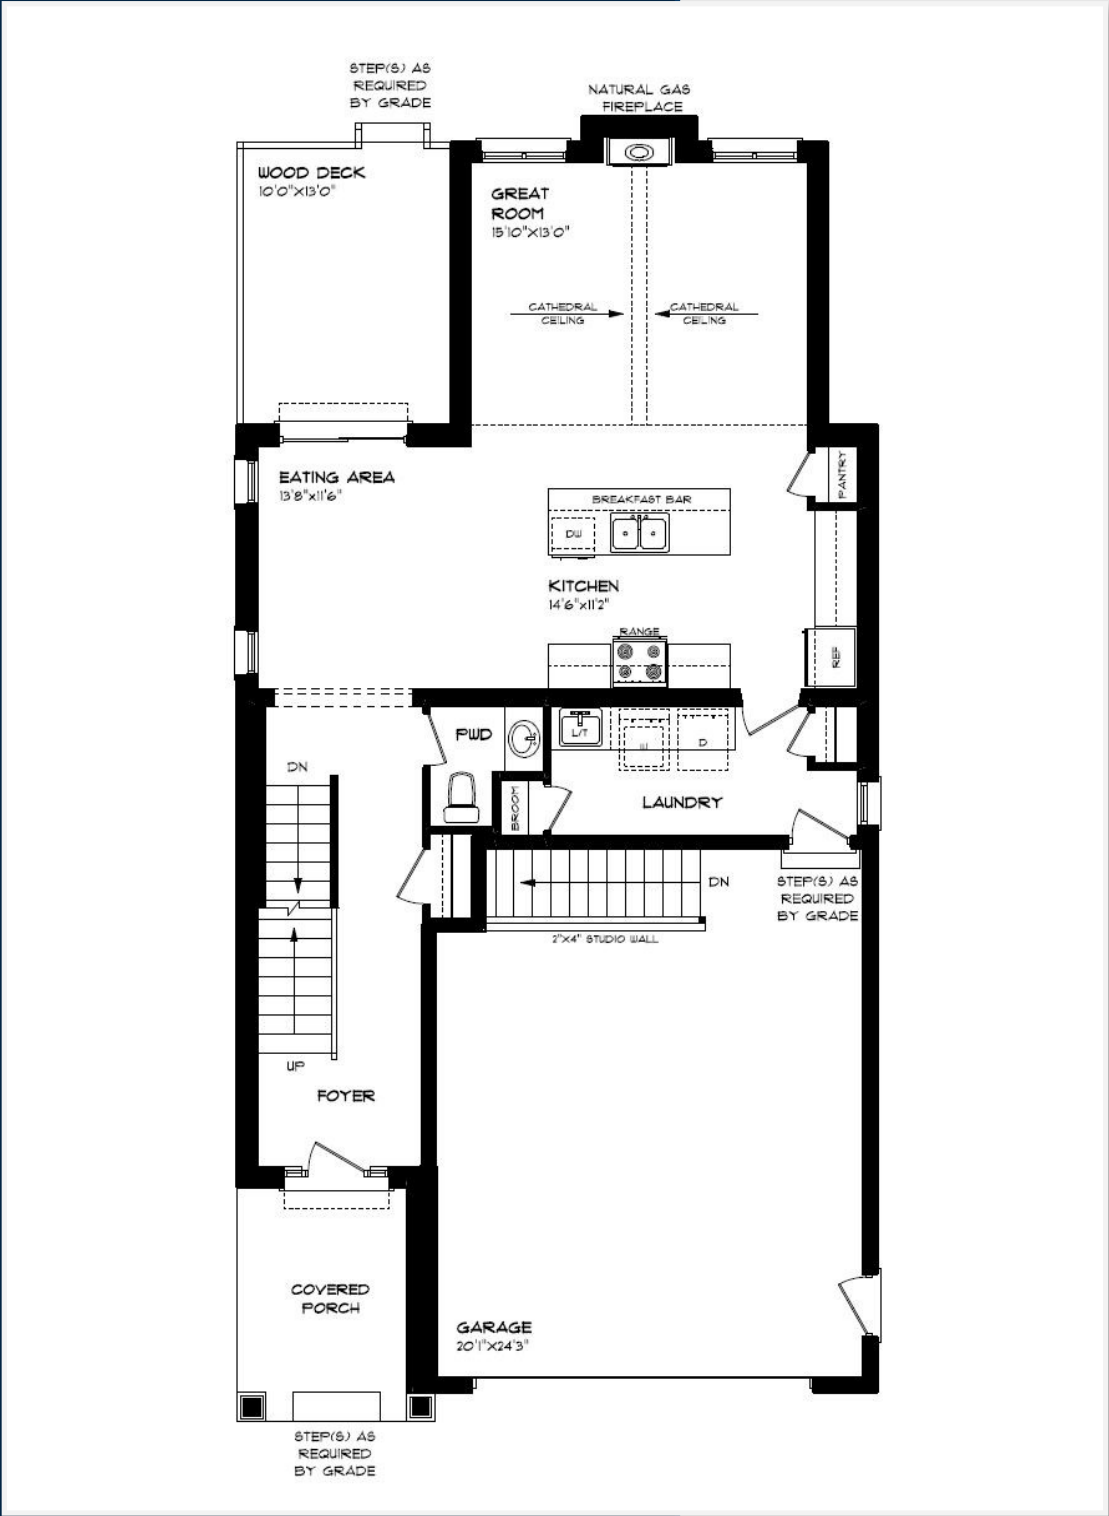 STEP(S) AS
REQUIRED
BY GRADE
NATURAL GAS
FIREPLACE
WOOD DECK
10'0"X13'0"
GREAT
ROOM
15'10"X13'0"
CATHEDRAL
CEILING
CATHEDRAL
CEILING
EATING AREA
13'8"x11'6"
PANTRY
BREAKFAST BAR
DW
KITCHEN
14'6"x11'2"
RANGE
REF
PWD
L/T
W
D
DN
BROOM
LAUNDRY
DN
STEP(S) AS
REQUIRED
BY GRADE
2"X4" STUDIO WALL
UP
FOYER
COVERED
PORCH
GARAGE
20'1"X24'3"
STEP(S) AS
REQUIRED
BY GRADE